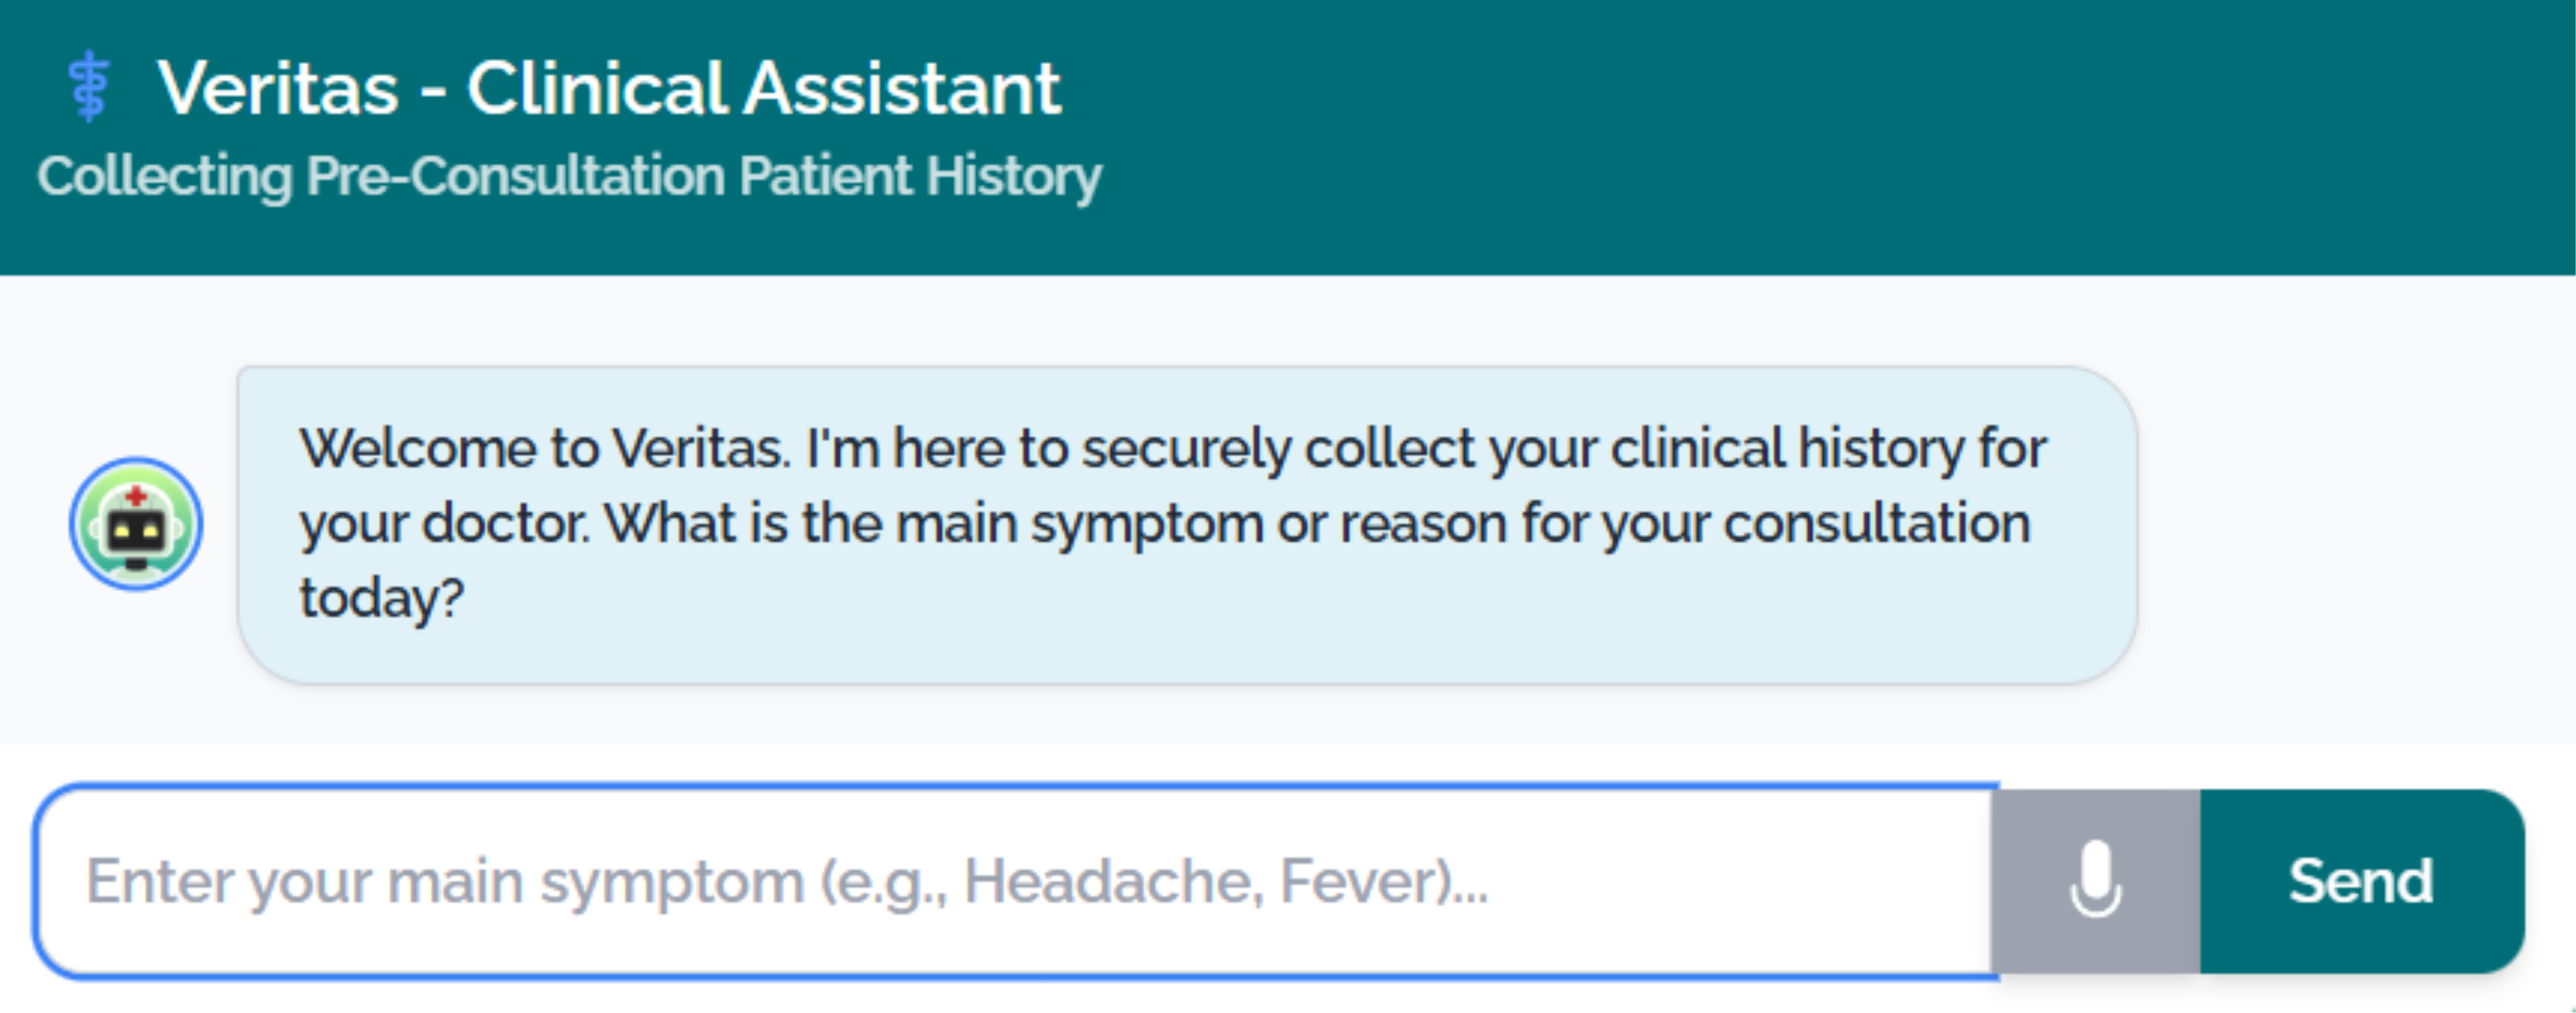 Veritas - Clinical Assistant
Collecting Pre-Consultation Patient History
Welcome to Veritas. I'm here to securely collect your clinical history for
your doctor. What is the main symptom or reason for your consultation
today?
Enter your main symptom (e.g., Headache, Fever)...
Send